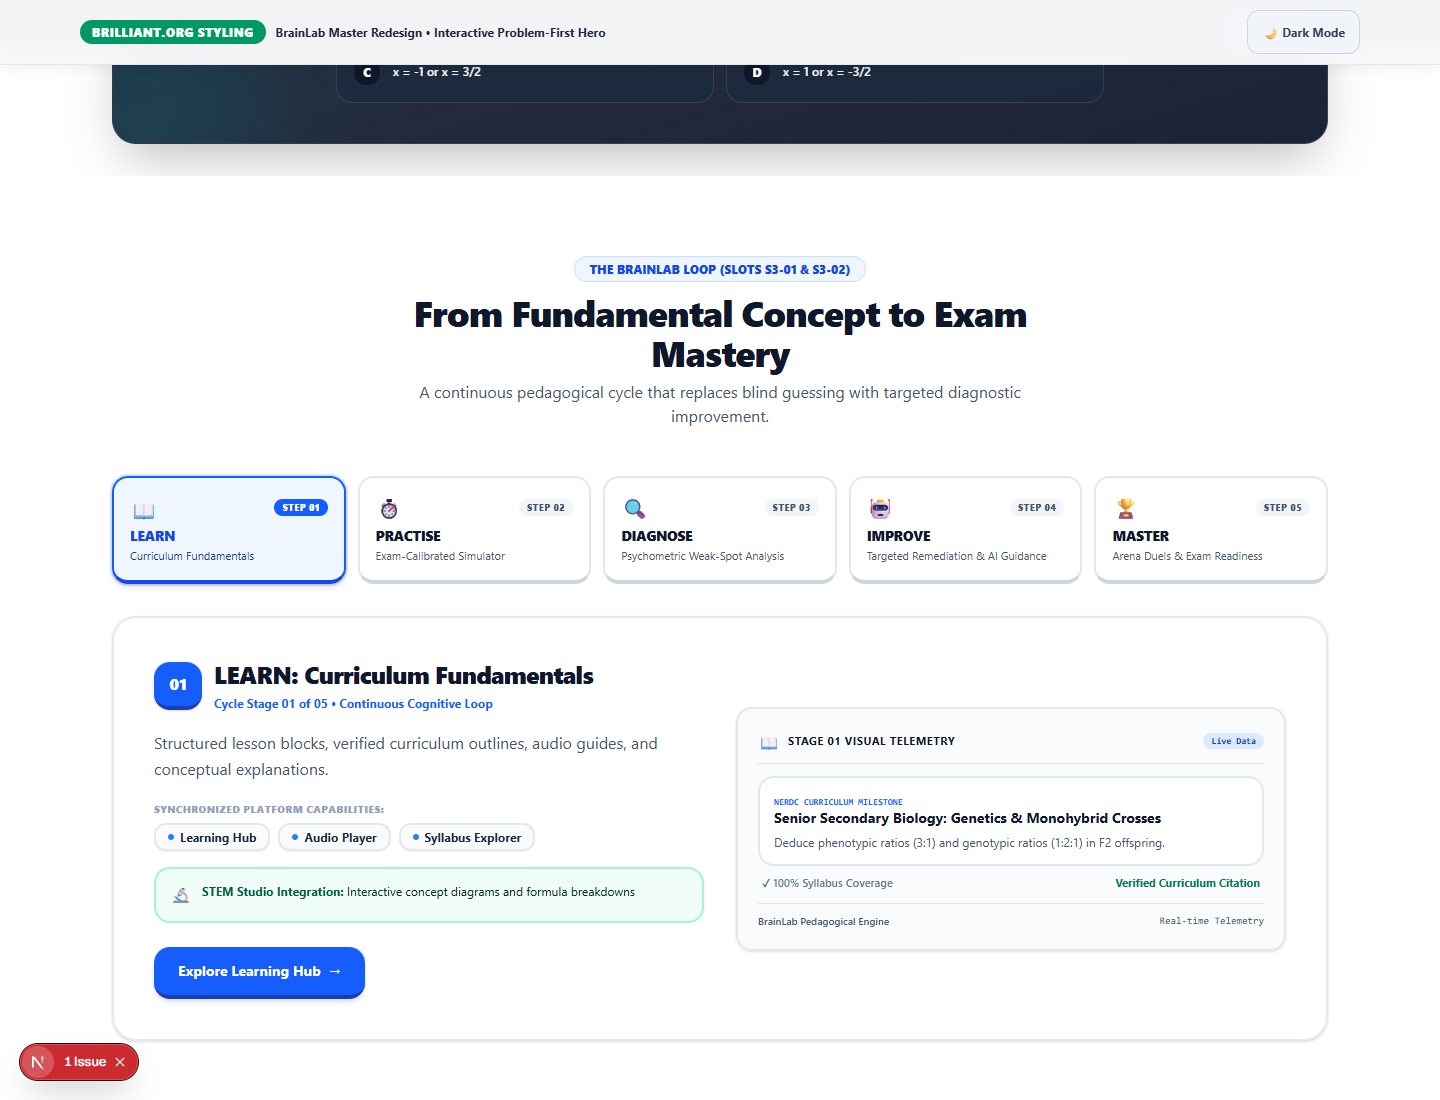 BRILLIANT.ORG STYLING
BrainLab Master Redesign • Interactive Problem-First Hero
🌙 Dark Mode
C
x = -1 or x = 3/2
D
x = 1 or x = -3/2
THE BRAINLAB LOOP (SLOTS S3-01 & S3-02)
From Fundamental Concept to Exam
Mastery
A continuous pedagogical cycle that replaces blind guessing with targeted diagnostic
improvement.
STEP 01
LEARN
Curriculum Fundamentals
STEP 02
PRACTISE
Exam-Calibrated Simulator
STEP 03
DIAGNOSE
Psychometric Weak-Spot Analysis
STEP 04
IMPROVE
Targeted Remediation & AI Guidance
STEP 05
MASTER
Arena Duels & Exam Readiness
01
LEARN: Curriculum Fundamentals
Cycle Stage 01 of 05 • Continuous Cognitive Loop
Structured lesson blocks, verified curriculum outlines, audio guides, and
conceptual explanations.
SYNCHRONIZED PLATFORM CAPABILITIES:
• Learning Hub
• Audio Player
• Syllabus Explorer
STEM Studio Integration: Interactive concept diagrams and formula breakdowns
Explore Learning Hub →
STAGE 01 VISUAL TELEMETRY
Live Data
NERDC CURRICULUM MILESTONE
Senior Secondary Biology: Genetics & Monohybrid Crosses
Deduce phenotypic ratios (3:1) and genotypic ratios (1:2:1) in F2 offspring.
✓ 100% Syllabus Coverage
Verified Curriculum Citation
BrainLab Pedagogical Engine
Real-time Telemetry
N
1 Issue ×